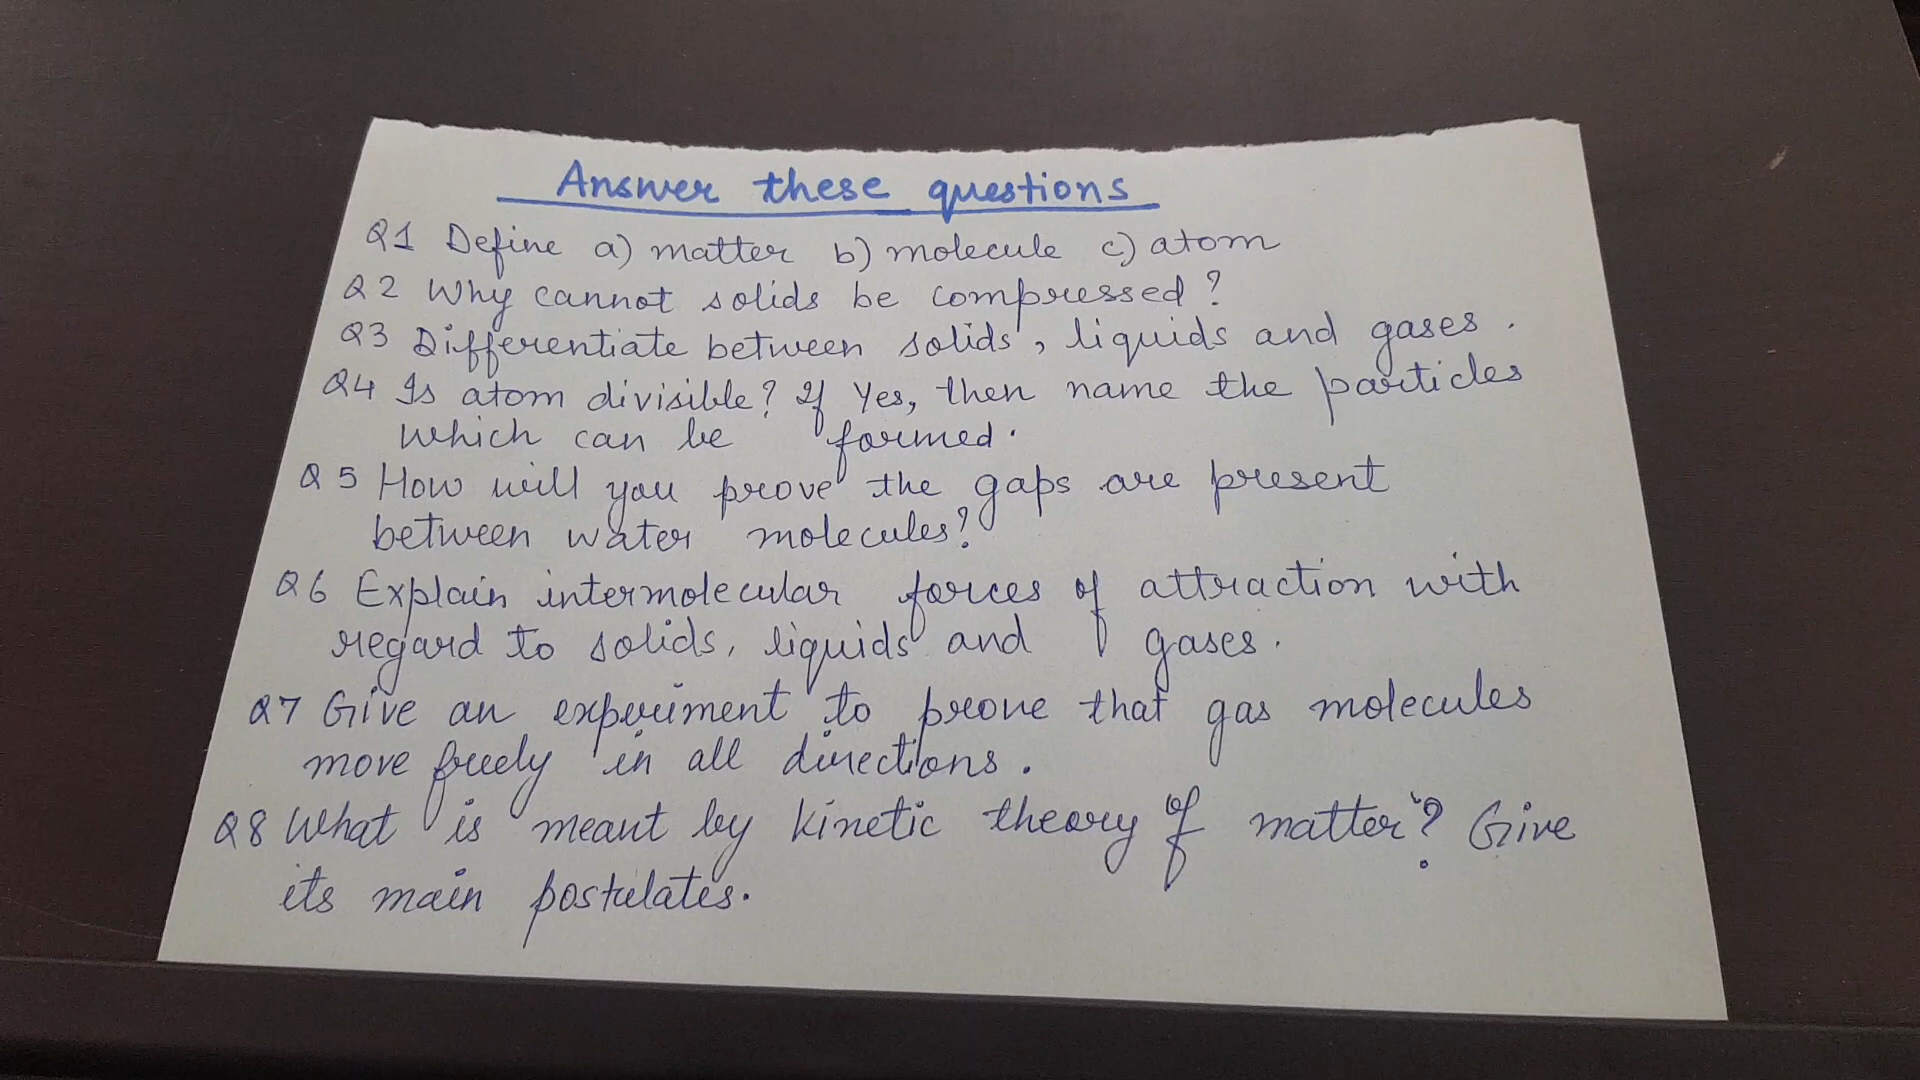 Answer these questions
Q1 Define a) matter b) molecule c) atom
Q2 Why cannot solids be compressed?
Q3 Differentiate between solids, liquids and gases.
Q4 Is atom divisible? If Yes, then name the particles
which can be formed.
Q5 How will you prove the gaps are present
between water molecules?
Q6 Explain intermolecular forces of attraction with
regard to solids, liquids and gases.
Q7 Give an experiment to prove that gas molecules
move freely in all directions.
Q8 What is meant by kinetic theory of matter? Give
its main postulates.